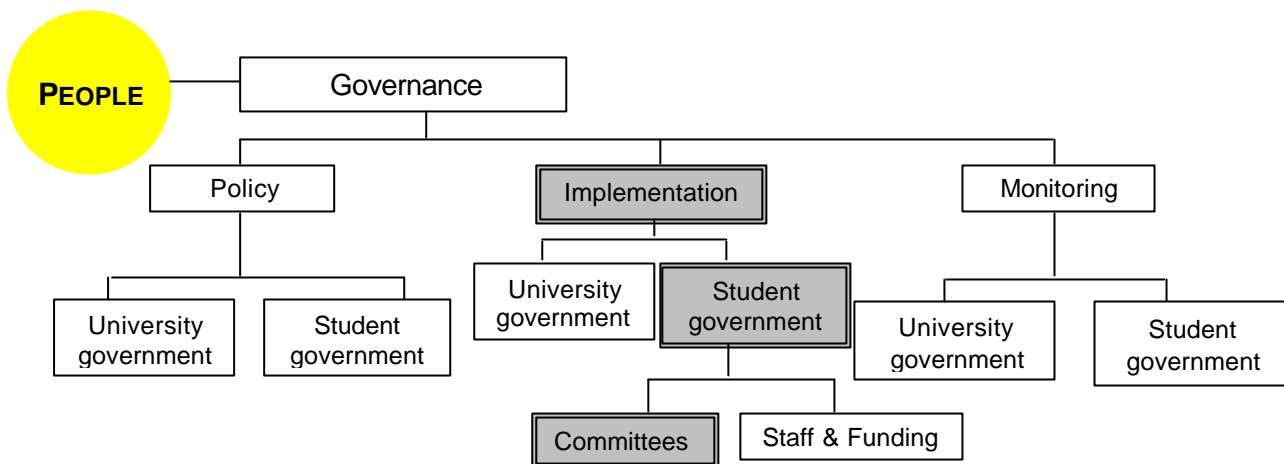 PEOPLE
Governance
Policy
Implementation
Monitoring
University
government
Student
government
University
government
Student
government
University
government
Student
government
Committees
Staff & Funding